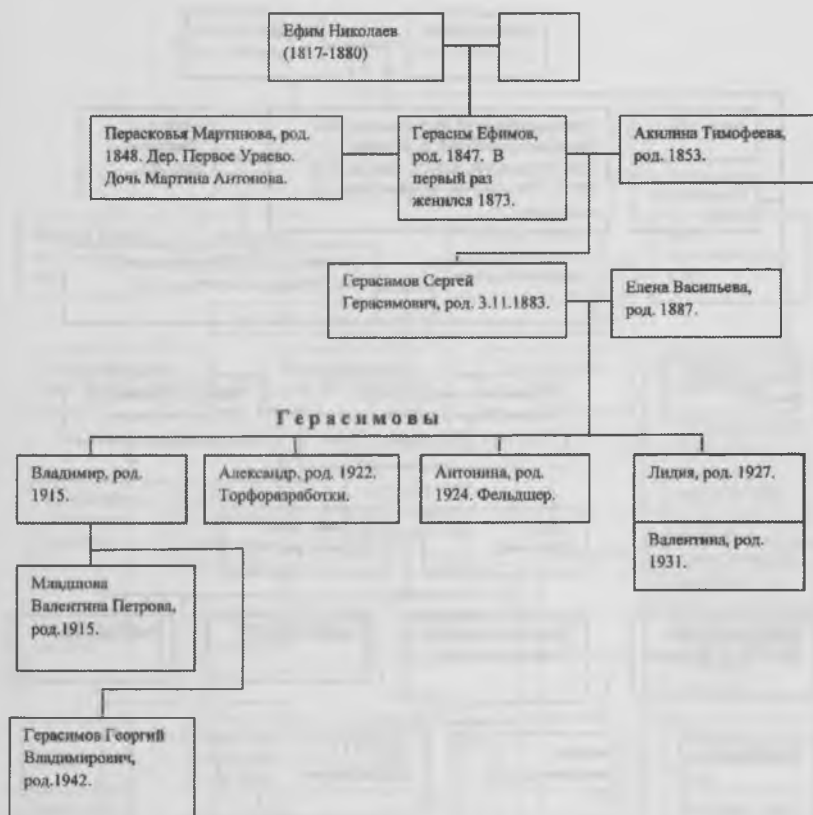 Ефим Николаев
(1817-1880)
Перасковья Мартинова, род.
1848. Дер. Первое Ураево.
Дочь Мартина Антонова.
Герасим Ефимов,
род. 1847. В
первый раз
женился 1873.
Акилина Тимофеева,
род. 1853.
Герасимов Сергей
Герасимович, род. 3.11.1883.
Елена Васильева,
род. 1887.
Герасимовы
Владимир, род.
1915.
Александр, род. 1922.
Торфоразработки.
Антонина, род.
1924. Фельдшер.
Лидия, род. 1927.
Валентина, род.
1931.
Валентина Петрова,
род.1915.
Герасимов Георгий
Владимирович,
род.1942.